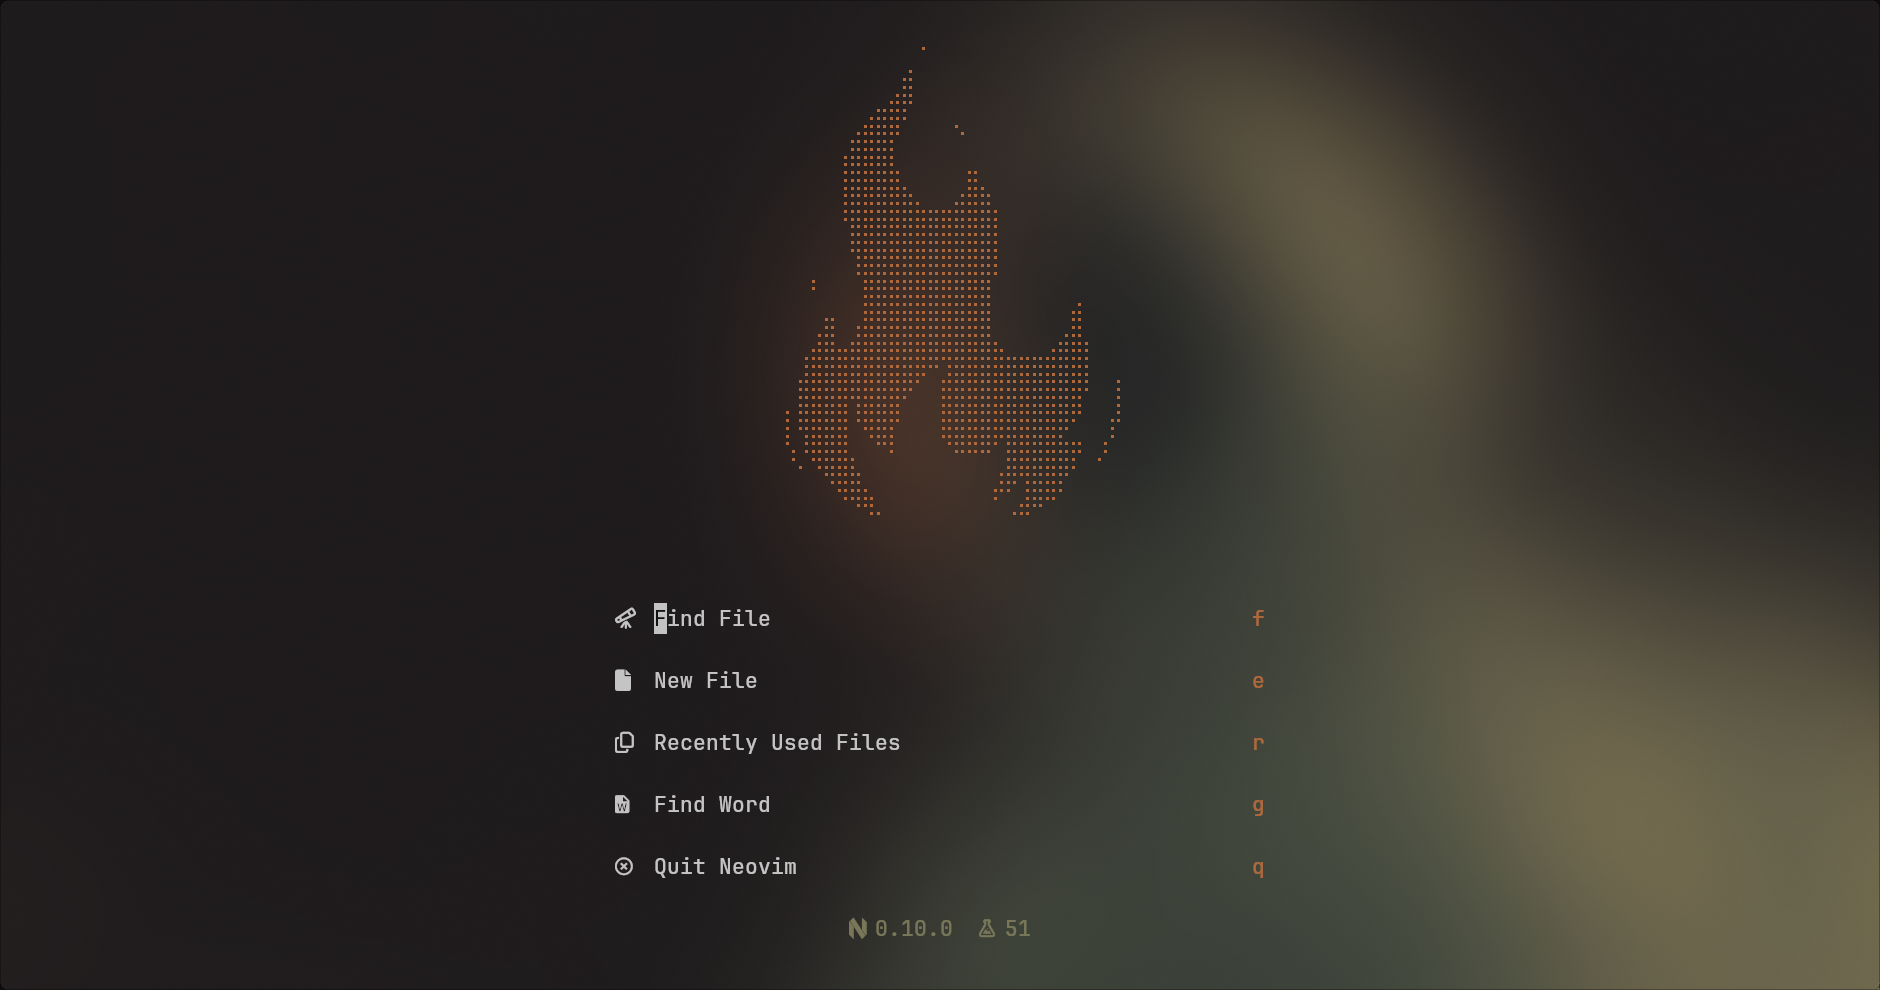 Find File f
New File e
Recently Used Files r
Find Word g
Quit Neovim q
0.10.0 51